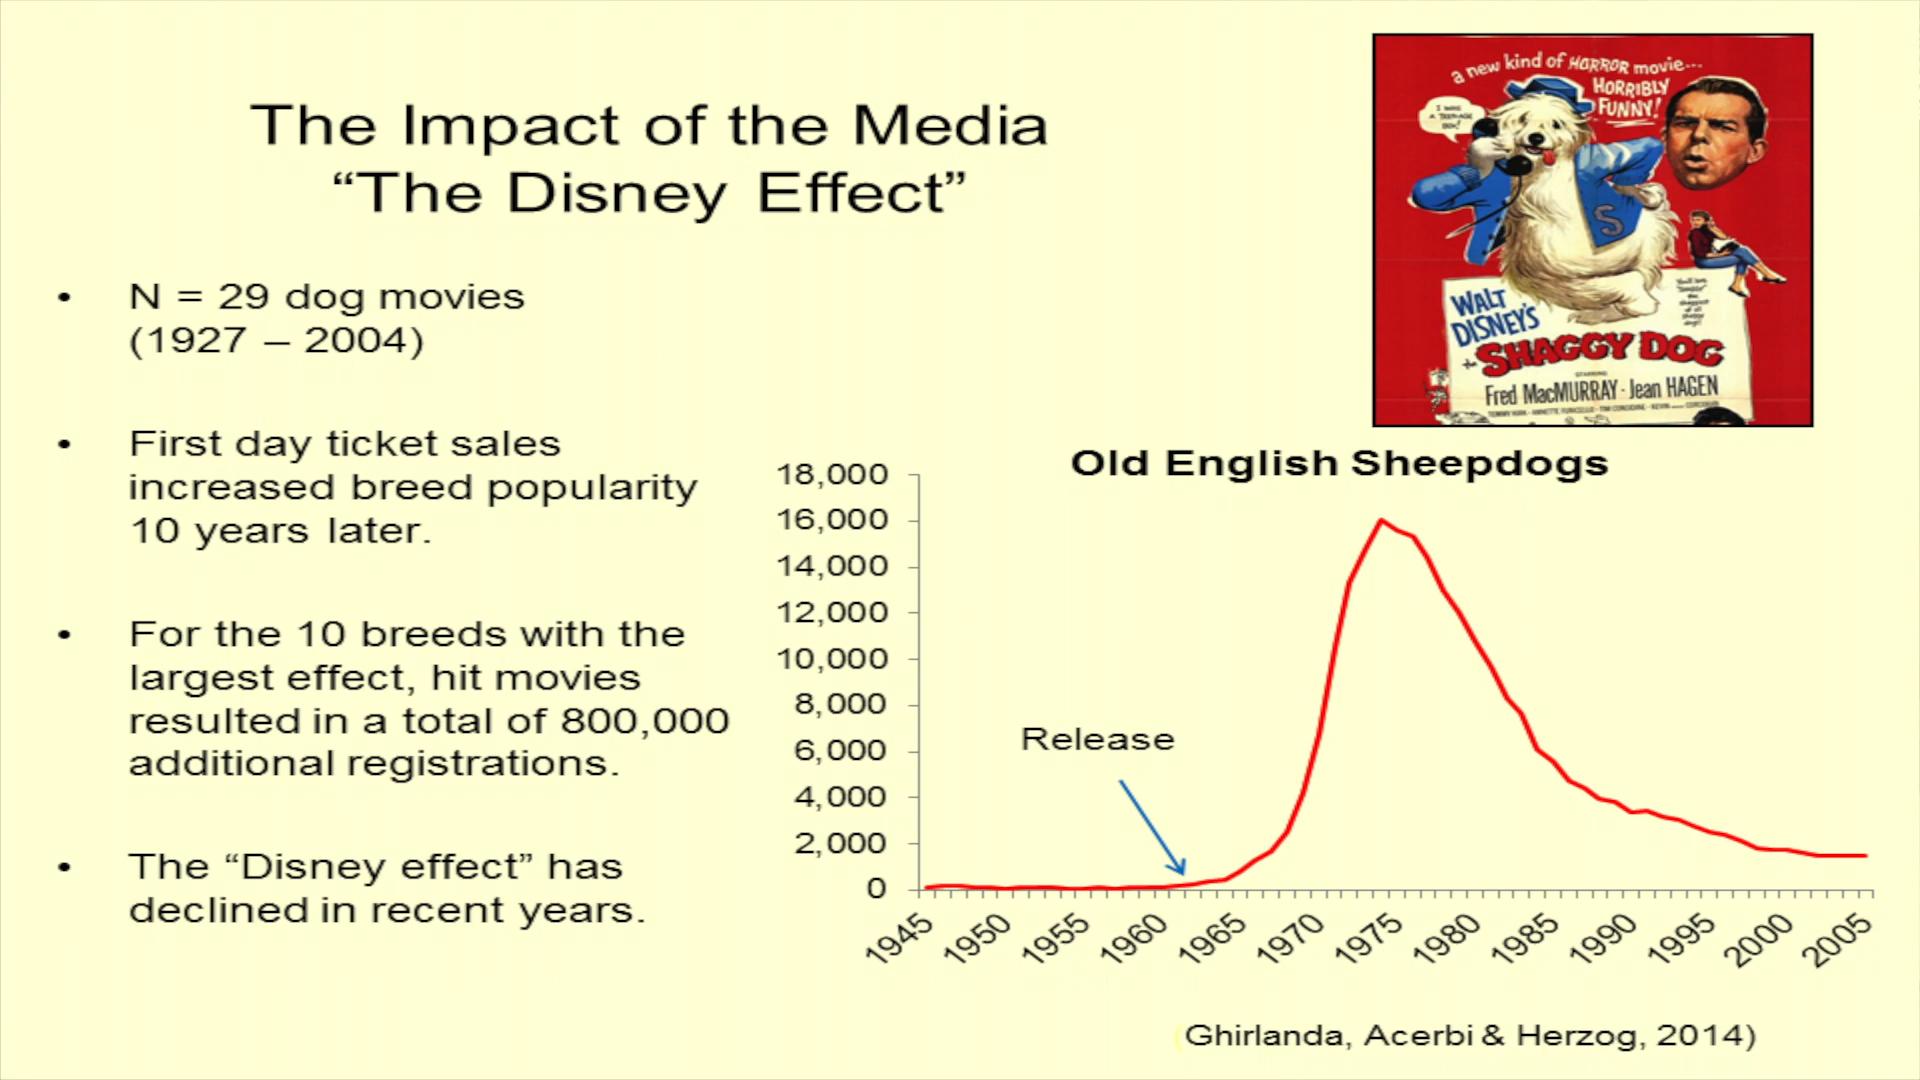 The Impact of the Media
“The Disney Effect”
• N = 29 dog movies
(1927 – 2004)
• First day ticket sales
increased breed popularity
10 years later.
• For the 10 breeds with the
largest effect, hit movies
resulted in a total of 800,000
additional registrations.
• The “Disney effect” has
declined in recent years.
a new kind of HORROR movie...
HORRIBLY
FUNNY!
I WAS
A TEENAGE
BOY!
S
WALT
DISNEY'S
the SHAGGY DOG
STARRING
Fred MacMURRAY - Jean HAGEN
Old English Sheepdogs
18,000
16,000
14,000
12,000
10,000
8,000
6,000
4,000
2,000
0
Release
1945
1950
1955
1960
1965
1970
1975
1980
1985
1990
1995
2000
2005
(Ghirlanda, Acerbi & Herzog, 2014)